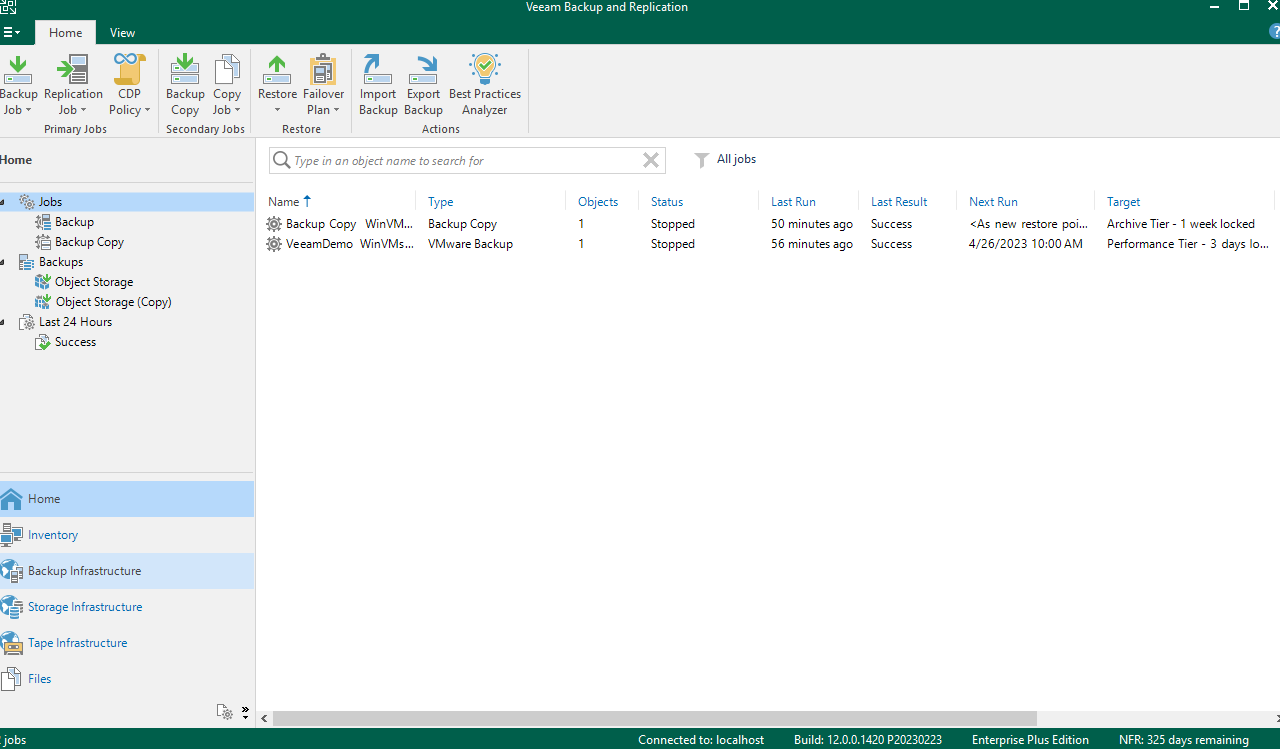 Veeam Backup and Replication
Home View
Backup Job
Replication Job
CDP Policy
Primary Jobs
Backup Copy
Copy Job
Secondary Jobs
Restore
Failover Plan
Restore
Import Backup
Export Backup
Best Practices Analyzer
Actions
Home
Jobs
Backup
Backup Copy
Backups
Object Storage
Object Storage (Copy)
Last 24 Hours
Success
Home
Inventory
Backup Infrastructure
Storage Infrastructure
Tape Infrastructure
Files
Type in an object name to search for
All jobs
Name Type Objects Status Last Run Last Result Next Run Target
Backup Copy WinVM... Backup Copy 1 Stopped 50 minutes ago Success <As new restore poi... Archive Tier - 1 week locked
VeeamDemo WinVMs... VMware Backup 1 Stopped 56 minutes ago Success 4/26/2023 10:00 AM Performance Tier - 3 days lo...
jobs Connected to: localhost Build: 12.0.0.1420 P20230223 Enterprise Plus Edition NFR: 325 days remaining